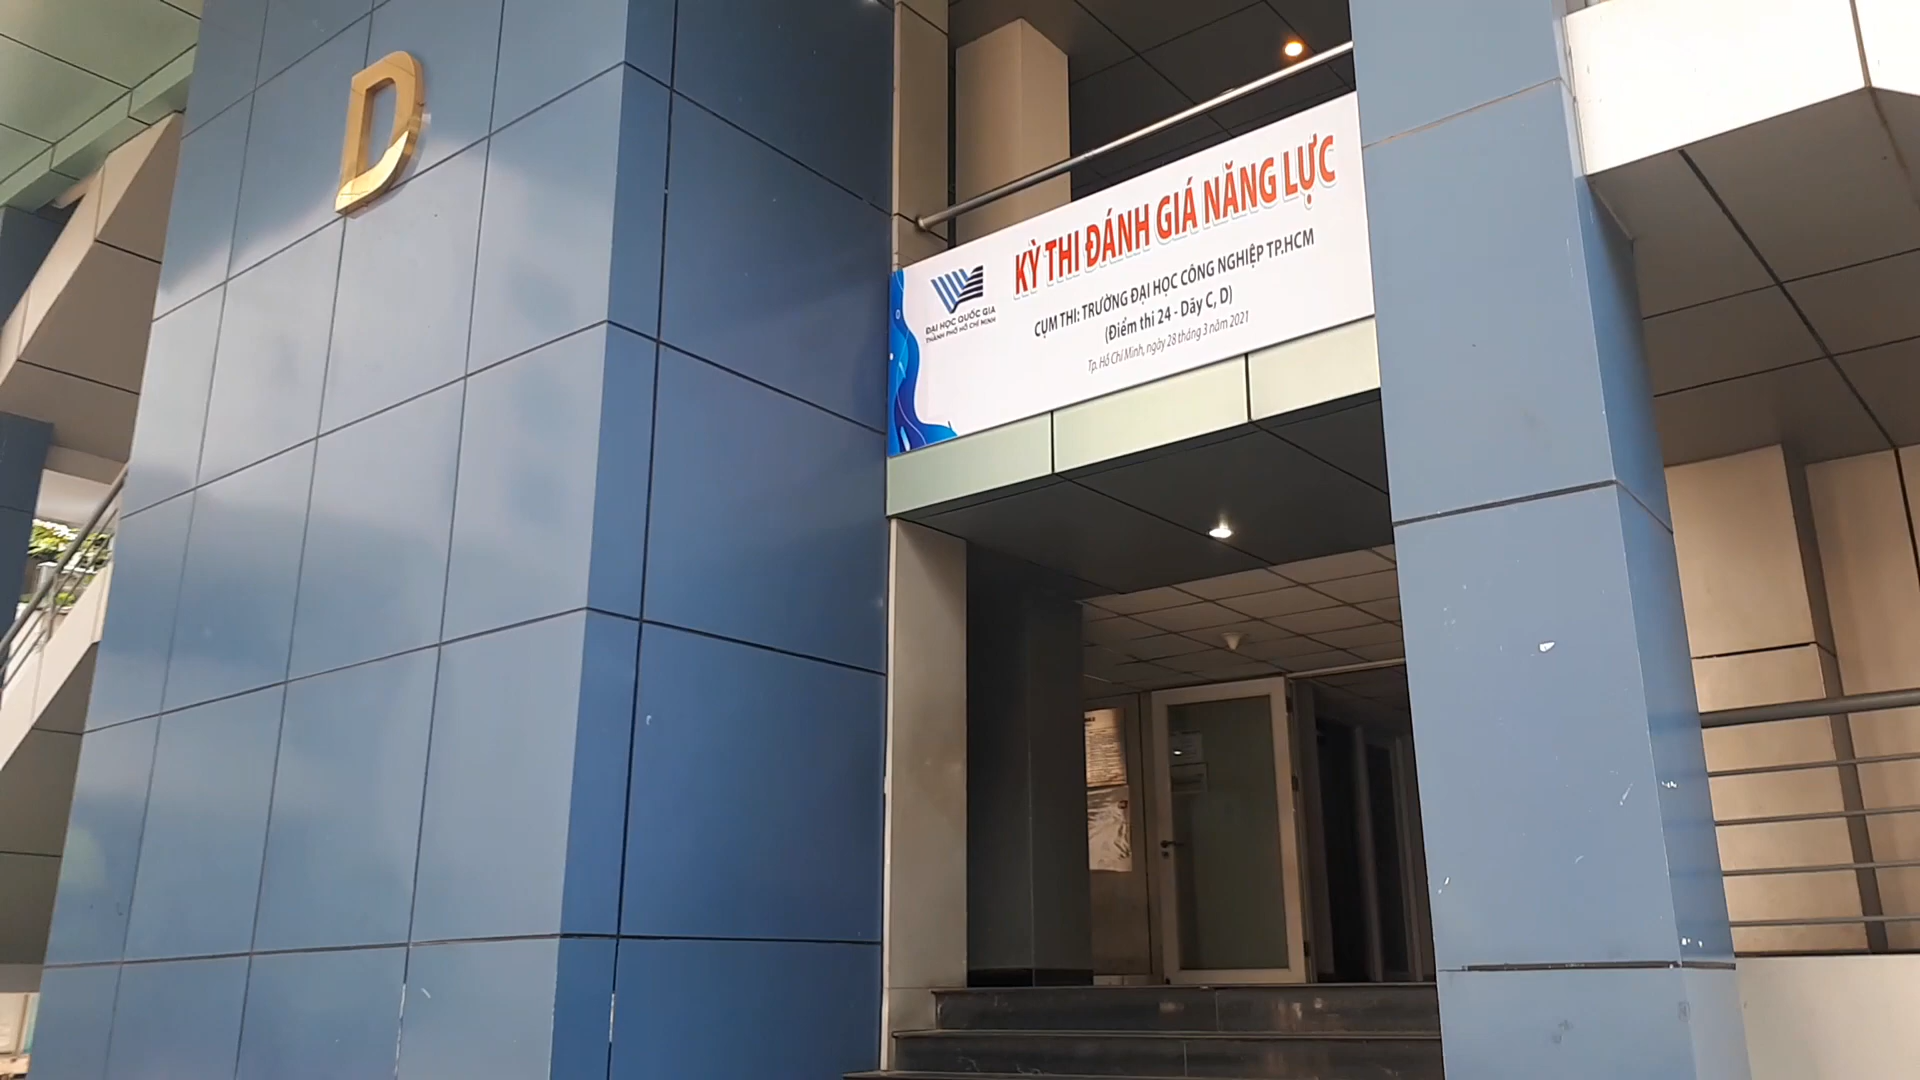 D
KỲ THI ĐÁNH GIÁ NĂNG LỰC
ĐẠI HỌC QUỐC GIA
THÀNH PHỐ HỒ CHÍ MINH
CỤM THI: TRƯỜNG ĐẠI HỌC CÔNG NGHIỆP TP.HCM
(Điểm thi 24 - Dãy C, D)
Tp. Hồ Chí Minh, ngày 28 tháng 3 năm 2021